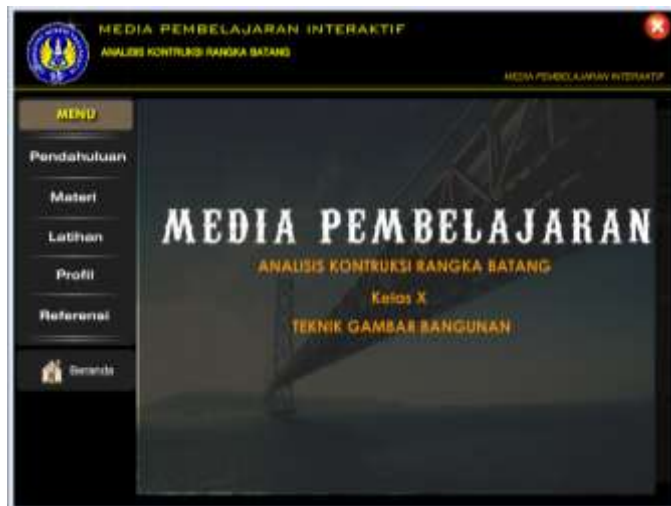 MEDIA PEMBELAJARAN INTERAKTIF
ANALISIS KONTRUKSI RANGKA BATANG
MEDIA PEMBELAJARAN INTERAKTIF
MENU
Pendahuluan
Materi
Latihan
Profil
Referensi
Beranda
MEDIA PEMBELAJARAN
ANALISIS KONTRUKSI RANGKA BATANG
Kelas X
TEKNIK GAMBAR BANGUNAN